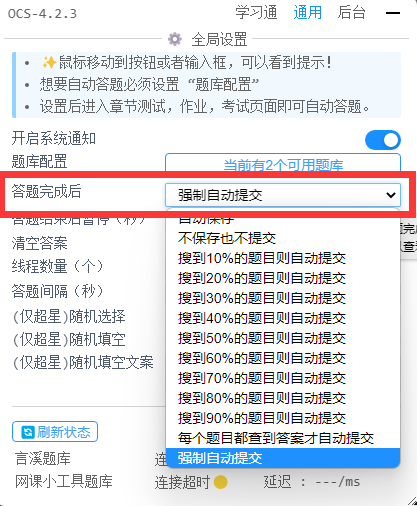 OCS-4.2.3 学习通 通用 后台
全局设置
✨鼠标移动到按钮或者输入框，可以看到提示！
想要自动答题必须设置 “题库配置”
设置后进入章节测试，作业，考试页面即可自动答题。
开启系统通知
题库配置 当前有2个可用题库
答题完成后 强制自动提交
答题结束后暂停（秒） 自动保存
不保存也不提交
清空答案
搜到10%的题目则自动提交
线程数量（个） 搜到20%的题目则自动提交
答题间隔（秒） 搜到30%的题目则自动提交
(仅超星)随机选择 搜到40%的题目则自动提交
(仅超星)随机填空 搜到50%的题目则自动提交
(仅超星)随机填空文案 搜到60%的题目则自动提交
搜到70%的题目则自动提交
搜到80%的题目则自动提交
搜到90%的题目则自动提交
刷新状态 每个题目都查到答案才自动提交
言溪题库 强制自动提交
网课小工具题库 连接超时 延迟 : ---/ms